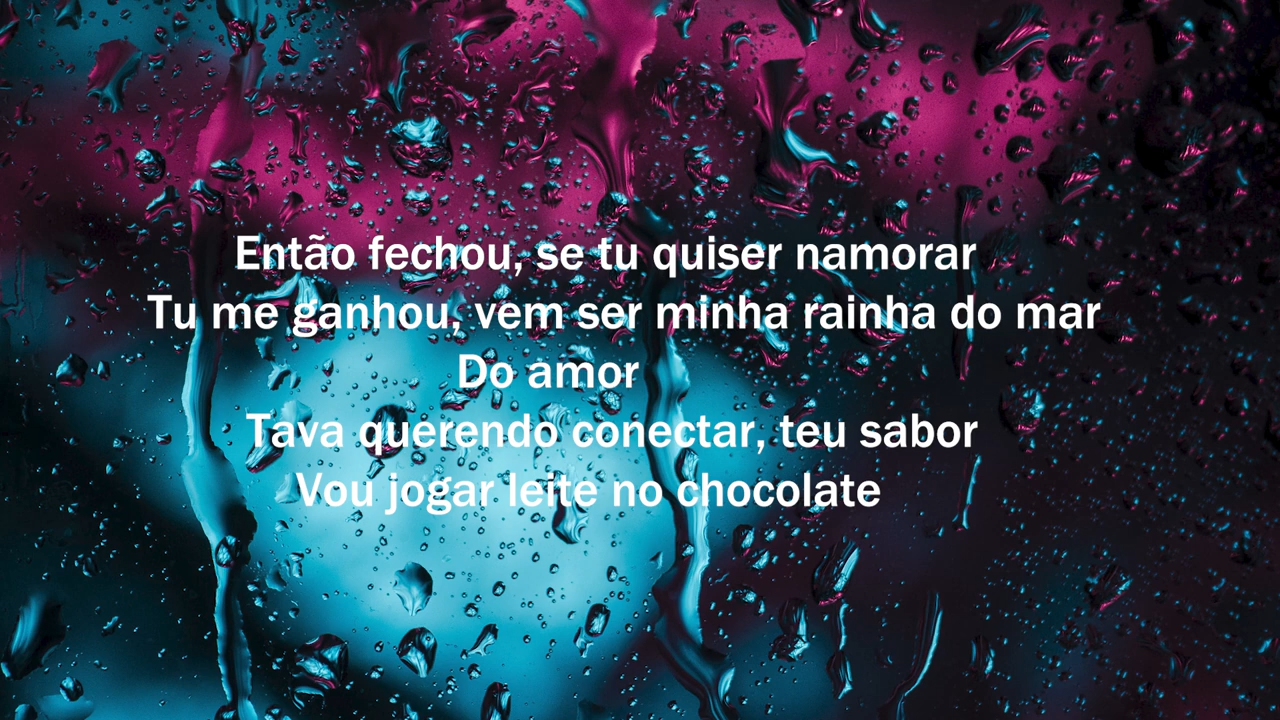 Então fechou, se tu quiser namorar
Tu me ganhou, vem ser minha rainha do mar
Do amor
Tava querendo conectar, teu sabor
Vou jogar leite no chocolate